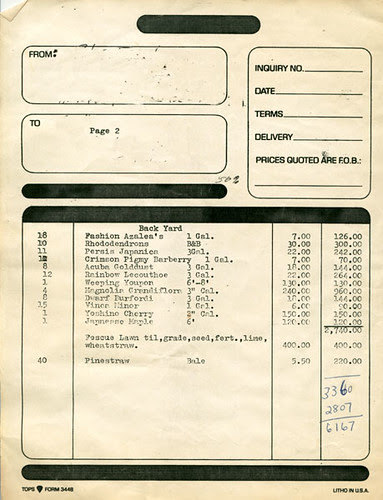 FROM:
TO
Page 2
INQUIRY NO.
DATE
TERMS
DELIVERY
PRICES QUOTED ARE F.O.B.:
Back Yard
18 Fashion Azalea's 1 Gal. 7.00 126.00
10 Rhododendrons B&B 30.00 300.00
11 Persis Japanica 3Gal. 22.00 242.00
Crimson Pigmy Barberry 1 Gal. 7.00 70.00
8 Acuba Golddust 3 Gal. 18.00 144.00
12 Rainbow Lecouthoe 3 Gal. 22.00 264.00
1 Weeping Youpon 6'-8' 130.00 130.00
4 Magnolia Grandiflora 3" Cal. 240.00 960.00
8 Dwarf Burfordi 3 Gal. 18.00 144.00
15 Vinca Minor 1 Gal. 6.00 90.00
1 Yoshino Cherry 2" Cal. 150.00 150.00
1 Japanese Maple 6' 120.00 120.00
2,740.00
Fescue Lawn til,grade,seed,fert.,lime,
wheatstraw. 400.00 400.00
40 Pinestraw Bale 5.50 220.00
3360
2807
6167
TOPS FORM 3448
LITHO IN U.S.A.